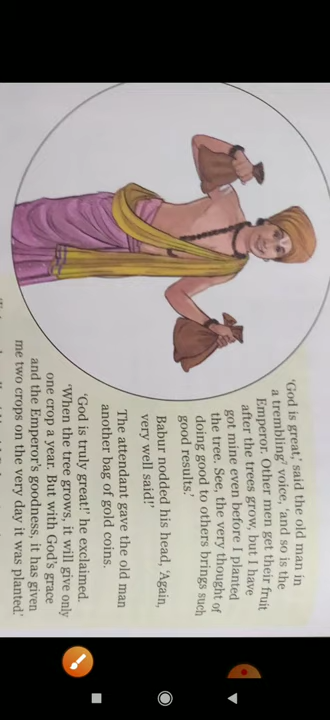 'God is great,' said the old man in
a trembling² voice, 'and so is the
Emperor. Other men get their fruit
after the trees grow, but I have
got mine even before I planted
the tree. See, the very thought of
doing good to others brings such
good results.'
Babur nodded his head, 'Again,
very well said!'
The attendant gave the old man
another bag of gold coins.
'God is truly great!' he exclaimed.
'When the tree grows, it will give only
one crop a year. But with God's grace
and the Emperor's goodness, it has given
me two crops on the very day it was planted.'